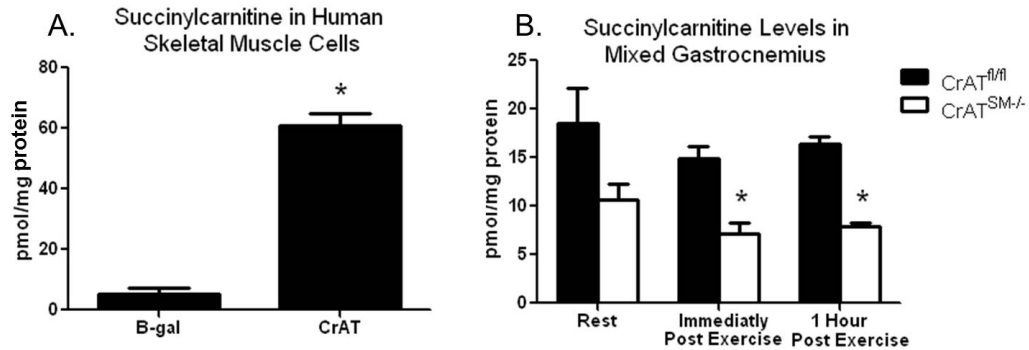 A.
Succinylcarnitine in Human
Skeletal Muscle Cells
pmol/mg protein
80
60
40
20
0
B-gal
CrAT
*
B.
Succinylcarnitine Levels in
Mixed Gastrocnemius
pmol/mg protein
25
20
15
10
5
0
*
*
Rest
Immediatly
Post Exercise
1 Hour
Post Exercise
CrAT^fl/fl
CrAT^SM-/-